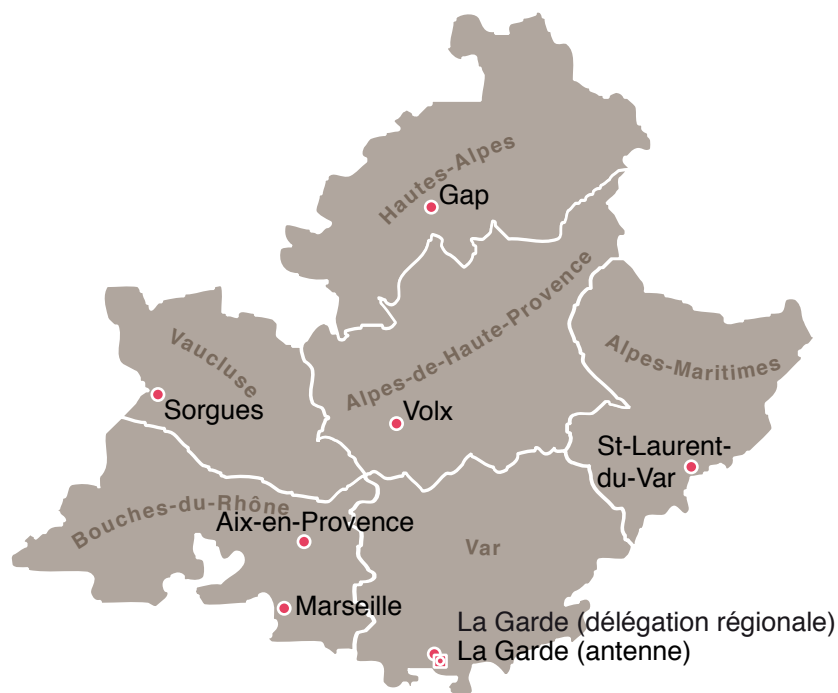 Hautes-Alpes
Gap
Vaucluse
Sorgues
Alpes-de-Haute-Provence
Volx
Alpes-Maritimes
St-Laurent-
du-Var
Bouches-du-Rhône
Aix-en-Provence
Marseille
Var
La Garde (délégation régionale)
La Garde (antenne)